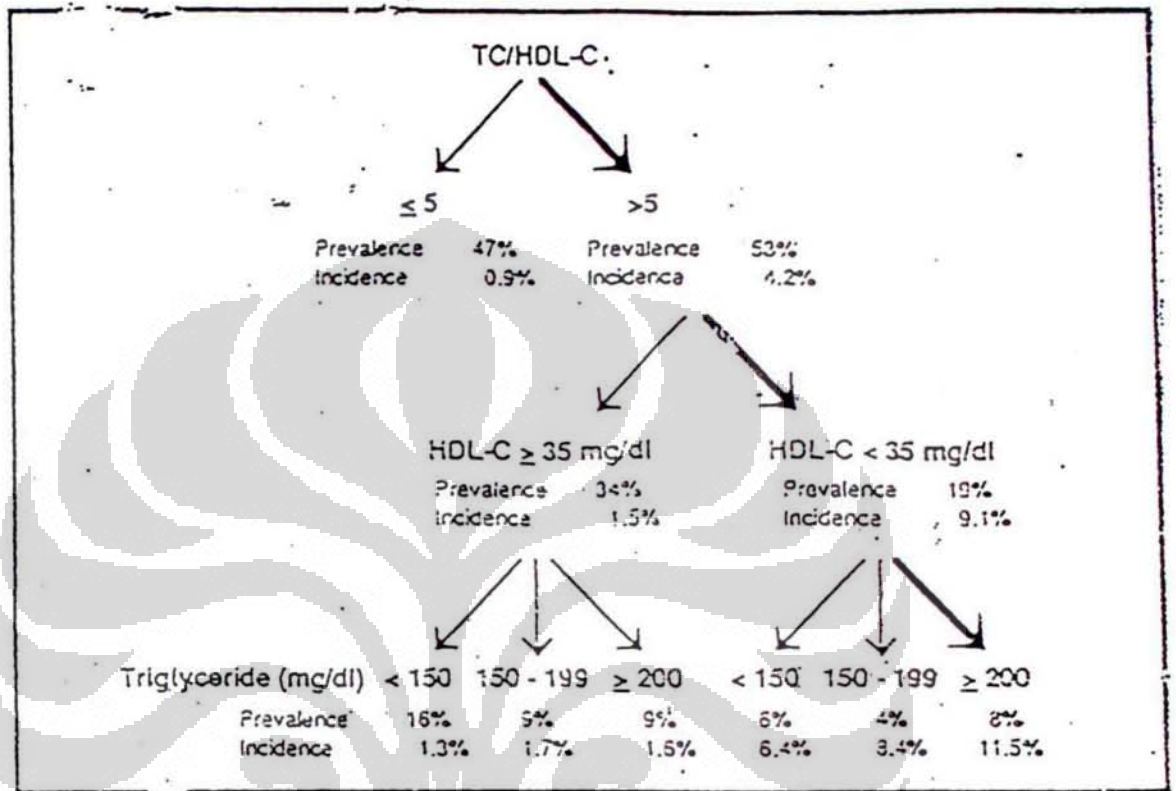 TC/HDL-C
≤ 5 >5
Prevalence 47% Prevalence 53%
Incidence 0.9% Incidence 4.2%
HDL-C ≥ 35 mg/dl HDL-C < 35 mg/dl
Prevalence 34% Prevalence 19%
Incidence 1.5% Incidence 9.1%
Triglyceride (mg/dl) < 150 150 - 199 ≥ 200 < 150 150 - 199 ≥ 200
Prevalence 16% 9% 9% 6% 4% 8%
Incidence 1.3% 1.7% 1.6% 6.4% 11.5%